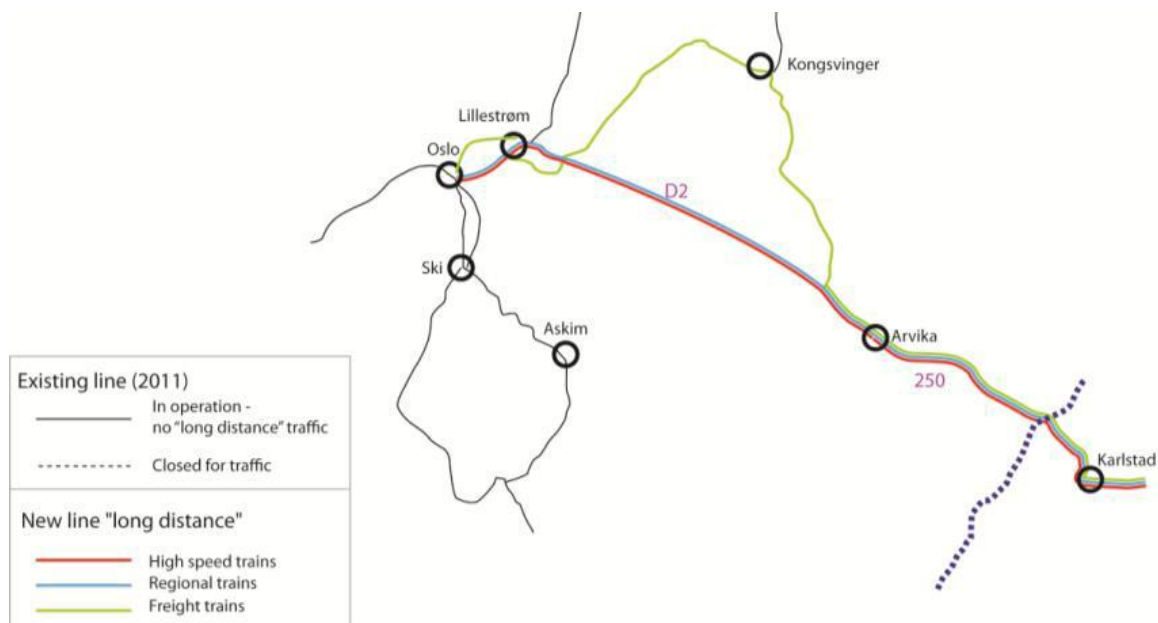 Kongsvinger
Lillestrøm
Oslo
D2
Ski
Askim
Arvika
250
Karlstad
Existing line (2011)
In operation -
no "long distance" traffic
Closed for traffic
New line "long distance"
High speed trains
Regional trains
Freight trains